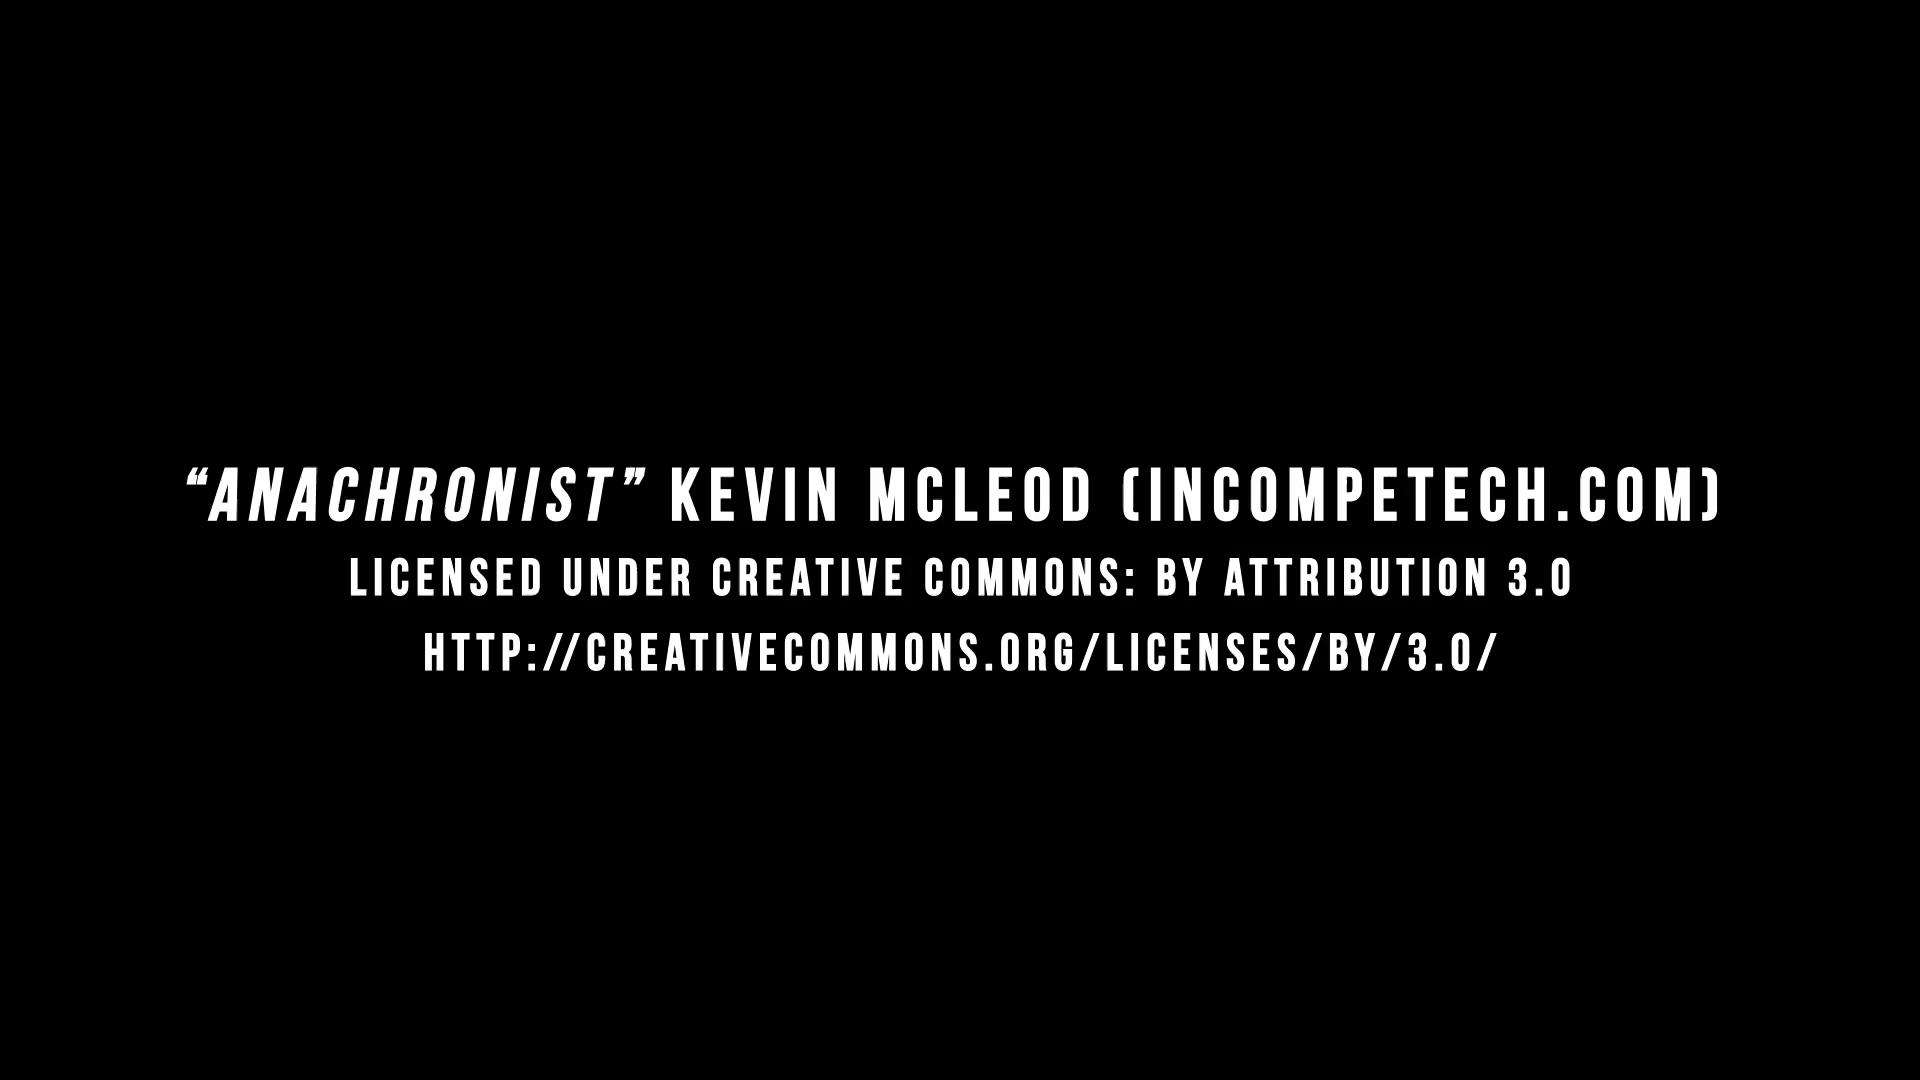 “ANACHRONIST” KEVIN MCLEOD (INCOMPETECH.COM)
LICENSED UNDER CREATIVE COMMONS: BY ATTRIBUTION 3.0
HTTP://CREATIVECOMMONS.ORG/LICENSES/BY/3.0/